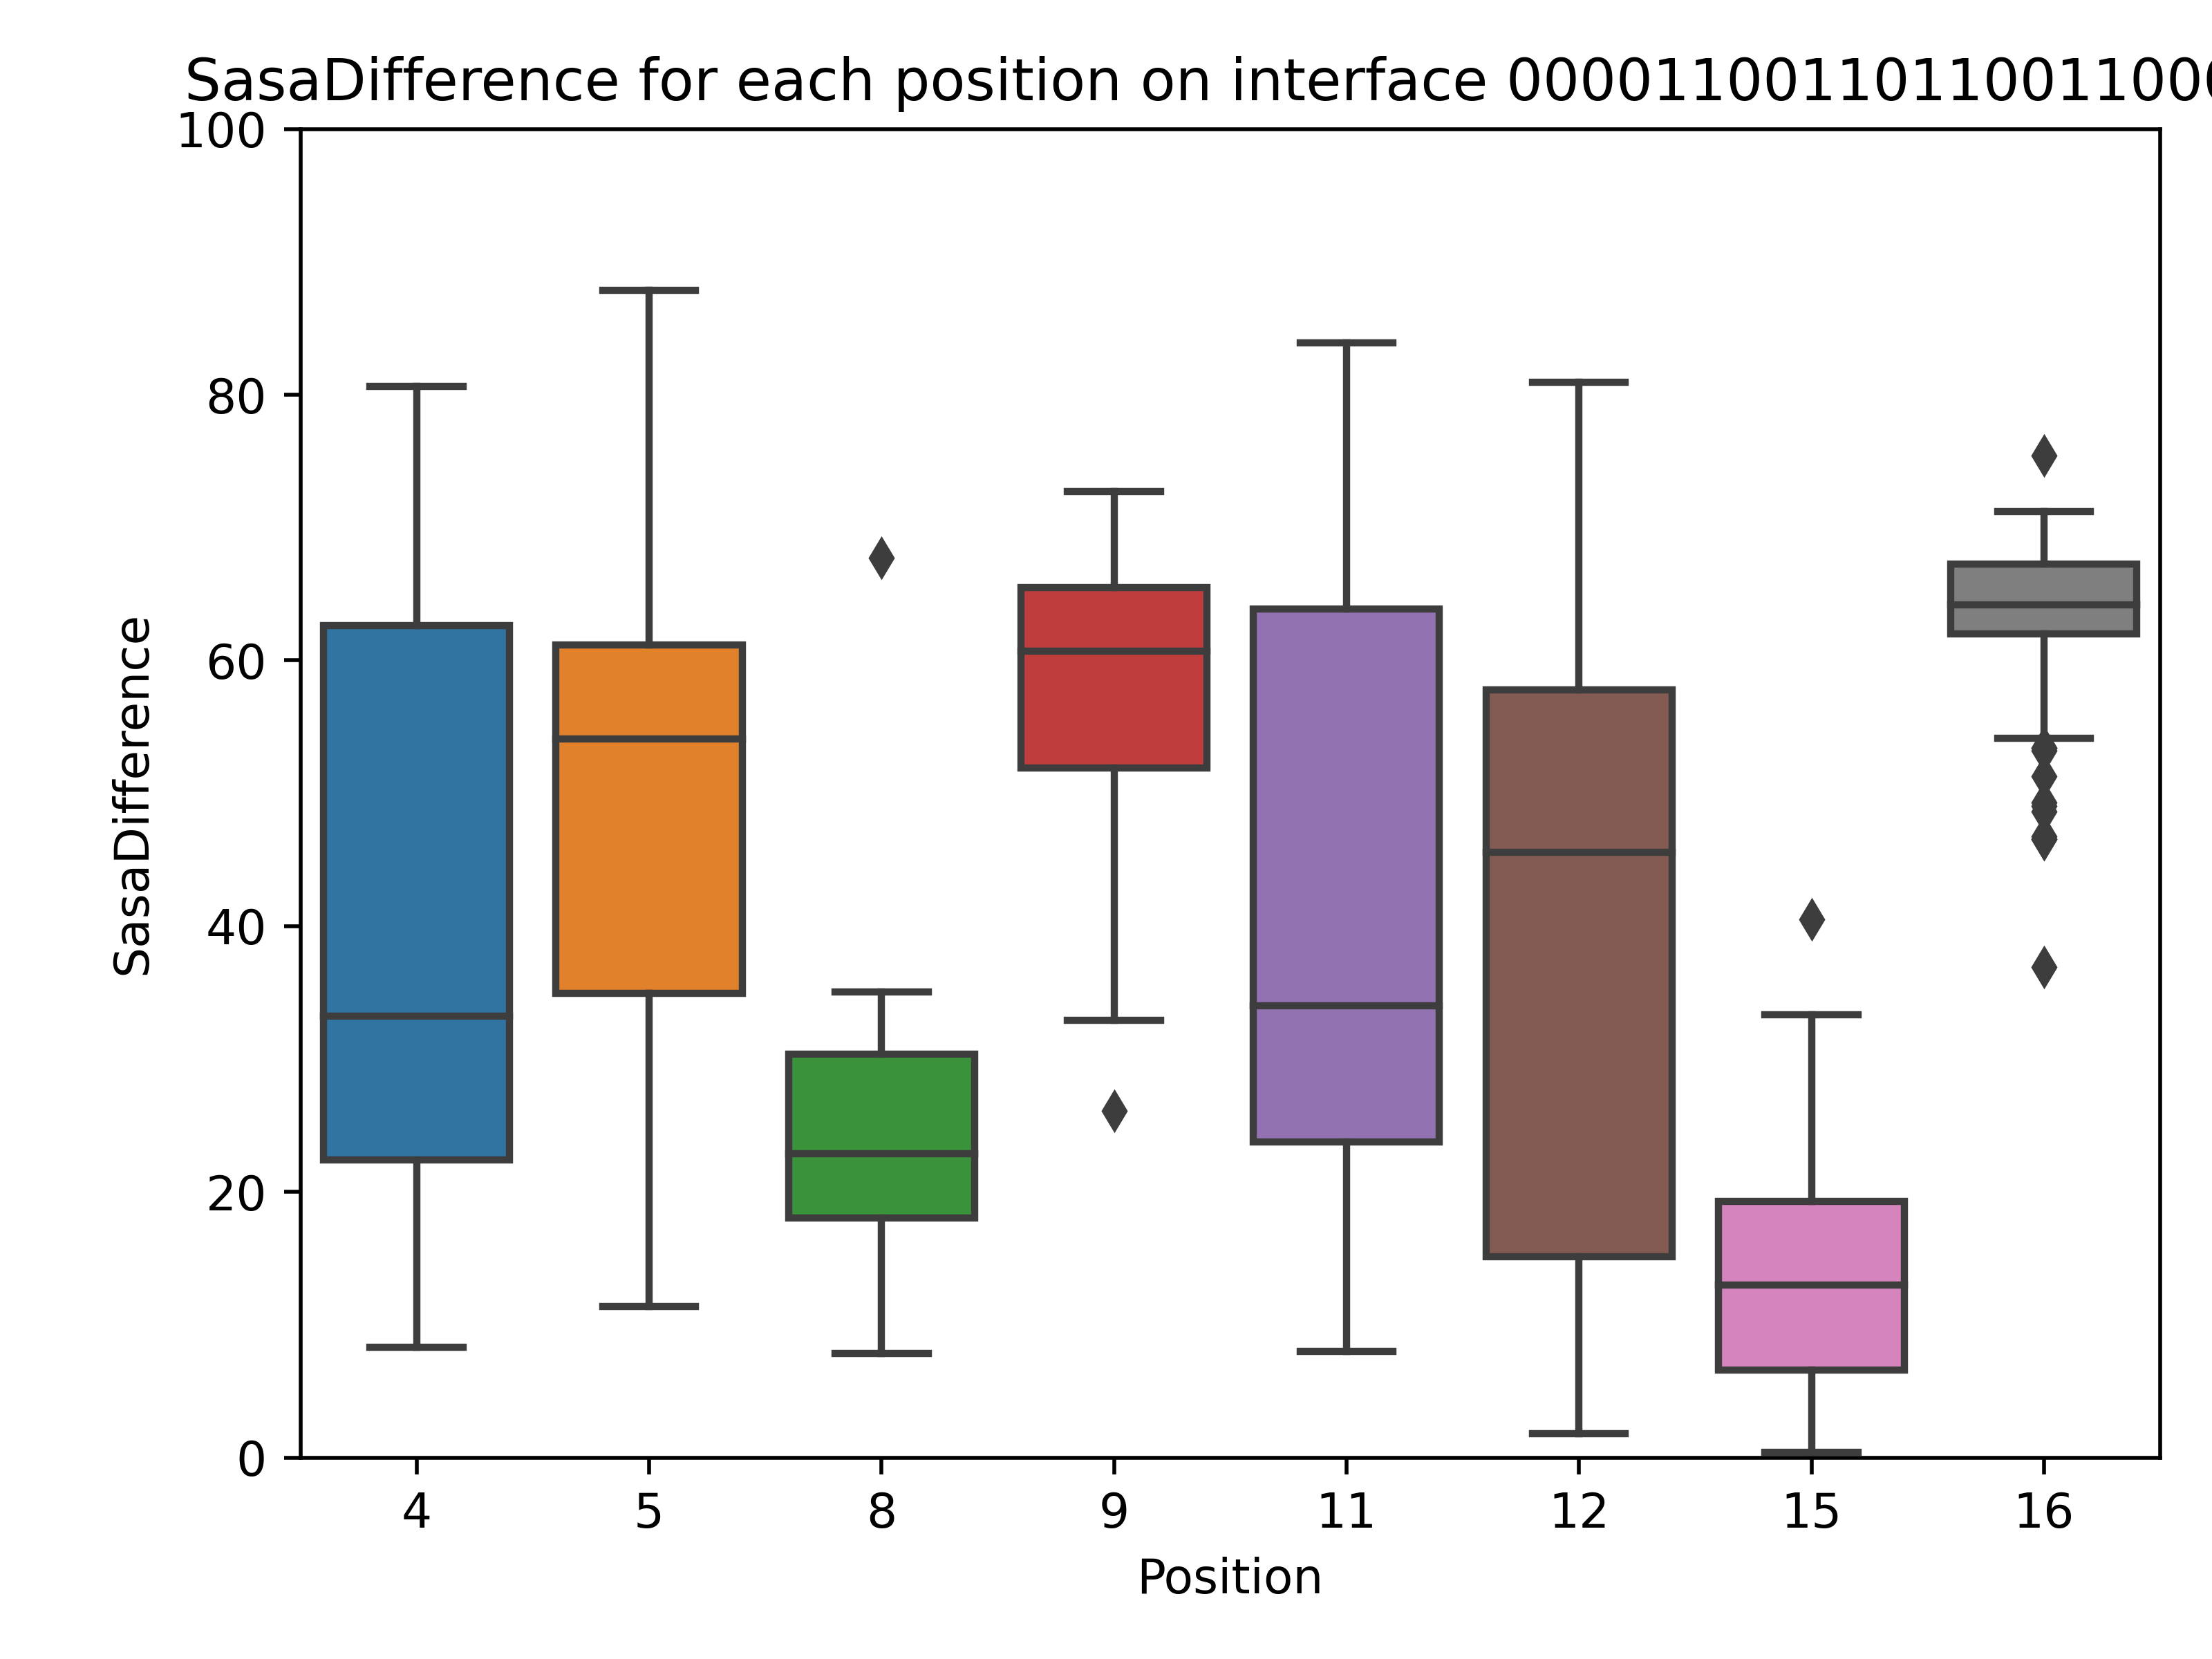 SasaDifference for each position on interface 00001100110110011000
100
80
60
40
20
0
SasaDifference
4 5 8 9 11 12 15 16
Position